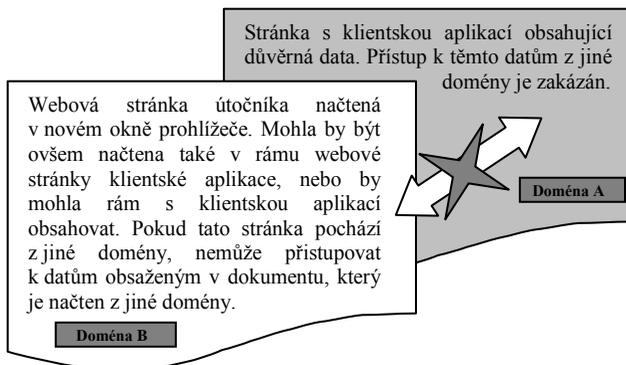 Stránka s klientskou aplikací obsahující
důvěrná data. Přístup k těmto datům z jiné
domény je zakázán.
Doména A
Webová stránka útočníka načtená
v novém okně prohlížeče. Mohla by být
ovšem načtena také v rámu webové
stránky klientské aplikace, nebo by
mohla rám s klientskou aplikací
obsahovat. Pokud tato stránka pochází
z jiné domény, nemůže přistupovat
k datům obsaženým v dokumentu, který
je načten z jiné domény.
Doména B